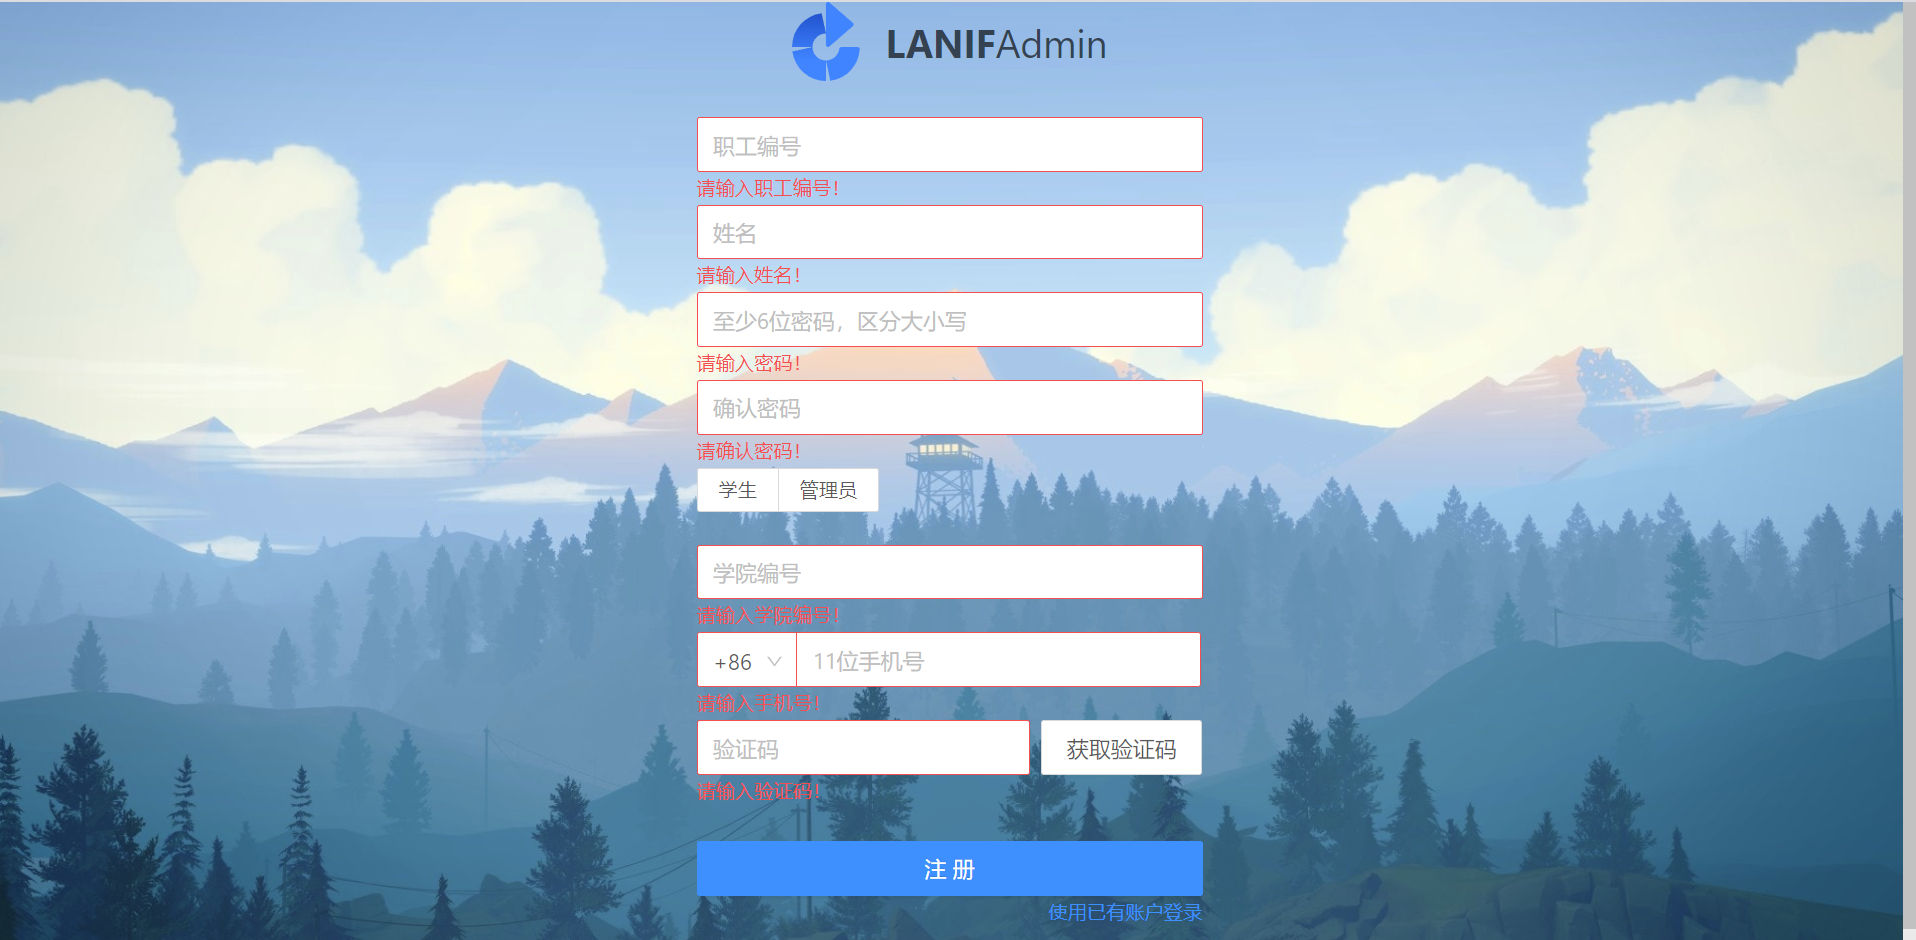 LANIFAdmin
职工编号
请输入职工编号!
姓名
请输入姓名!
至少6位密码，区分大小写
请输入密码!
确认密码
请确认密码!
学生 管理员
学院编号
请输入学院编号!
+86 11位手机号
请输入手机号!
验证码 获取验证码
请输入验证码!
注 册
使用已有账户登录